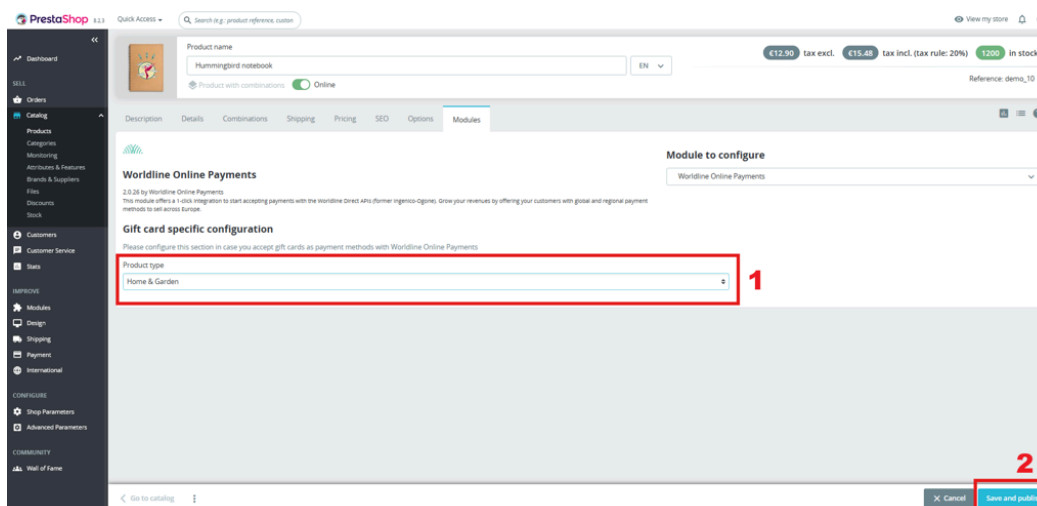 PrestaShop 8.1.3 Quick Access Search (e.g.: product reference, custon View my store
Dashboard
SELL
Orders
Catalog
Products
Categories
Monitoring
Attributes & Features
Brands & Suppliers
Files
Discounts
Stock
Customers
Customer Service
Stats
IMPROVE
Modules
Design
Shipping
Payment
International
CONFIGURE
Shop Parameters
Advanced Parameters
COMMUNITY
Wall of Fame
Product name
Hummingbird notebook EN
Product with combinations Online
€12.90 tax excl. €15.48 tax incl. (tax rule: 20%) 1200 in stock
Reference: demo_10
Description Details Combinations Shipping Pricing SEO Options Modules
Worldline Online Payments
2.0.26 by Worldline Online Payments
This module offers a 1-click integration to start accepting payments with the Worldline Direct APIs (former Ingenico-Ogone). Grow your revenues by offering your customers with global and regional payment
methods to sell across Europe.
Gift card specific configuration
Please configure this section in case you accept gift cards as payment methods with Worldline Online Payments
Product type
Home & Garden
1
Module to configure
Worldline Online Payments
2
Go to catalog Cancel Save and publis